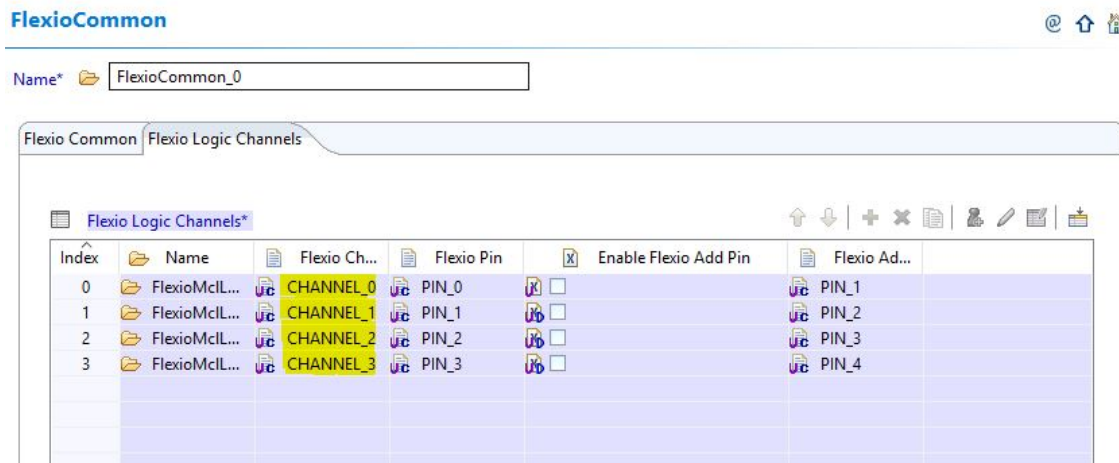 FlexioCommon
Name* FlexioCommon_0
Flexio Common Flexio Logic Channels
Flexio Logic Channels*
Index Name Flexio Ch... Flexio Pin Enable Flexio Add Pin Flexio Ad...
0 FlexioMclL... CHANNEL_0 PIN_0 PIN_1
1 FlexioMclL... CHANNEL_1 PIN_1 PIN_2
2 FlexioMclL... CHANNEL_2 PIN_2 PIN_3
3 FlexioMclL... CHANNEL_3 PIN_3 PIN_4